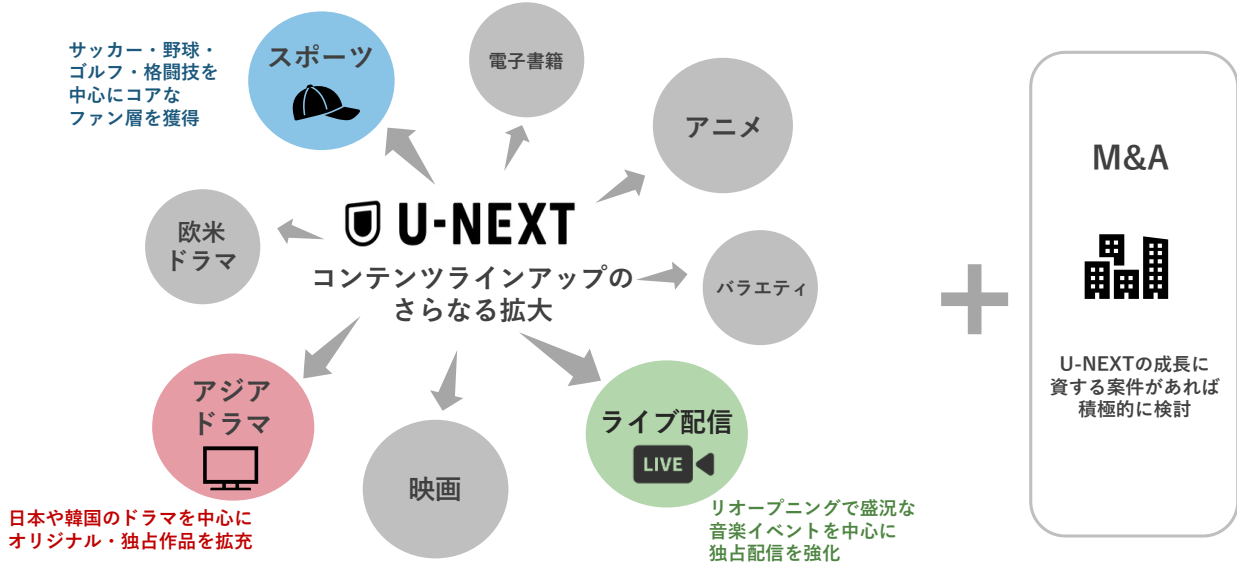 サッカー・野球・
ゴルフ・格闘技を
中心にコアな
ファン層を獲得
スポーツ
電子書籍
アニメ
欧米
ドラマ
U-NEXT
コンテンツラインアップの
さらなる拡大
バラエティ
アジア
ドラマ
日本や韓国のドラマを中心に
オリジナル・独占作品を拡充
映画
ライブ配信
LIVE
リオープニングで盛況な
音楽イベントを中心に
独占配信を強化
M&A
U-NEXTの成長に
資する案件があれば
積極的に検討